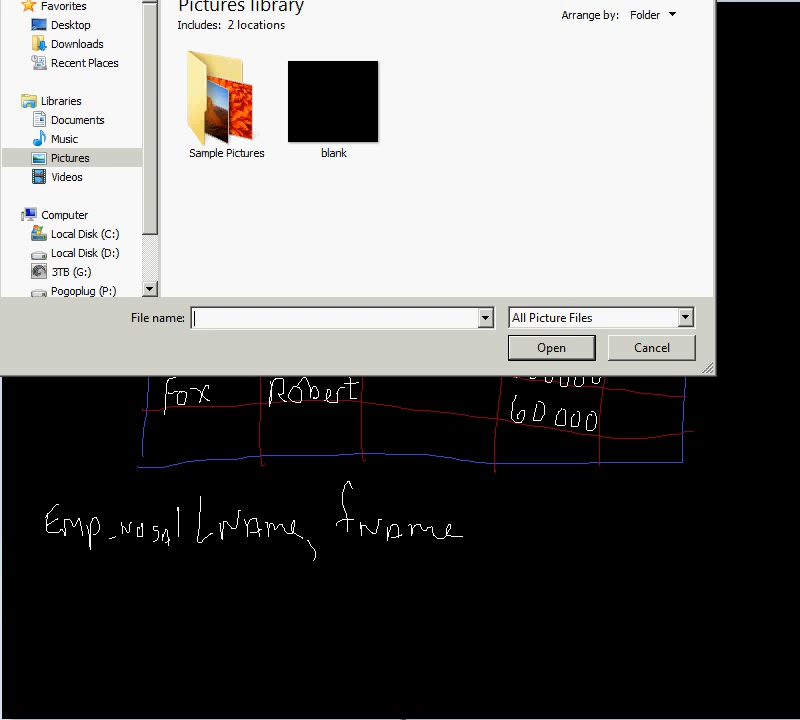 Favorites
Desktop
Downloads
Recent Places
Libraries
Documents
Music
Pictures
Videos
Computer
Local Disk (C:)
Local Disk (D:)
3TB (G:)
Pogoplug (P:)
Pictures library
Includes: 2 locations
Arrange by: Folder
Sample Pictures
blank
File name:
All Picture Files
Open Cancel
Fox Robert
60000
Emp_nosal LNAMe, fNAMe